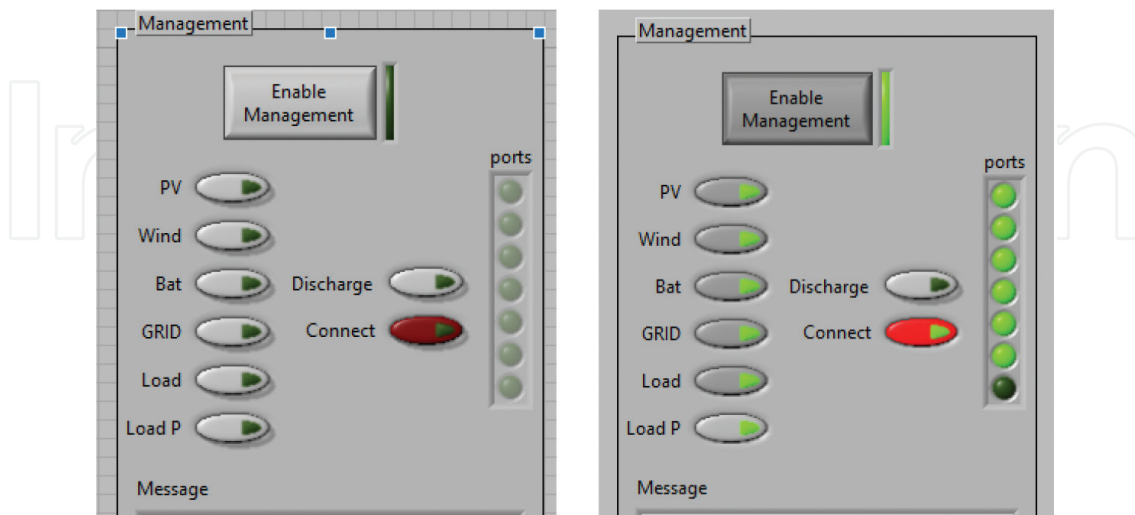 Management
Enable
Management
ports
PV
Wind
Bat
Discharge
GRID
Connect
Load
Load P
Message
Management
Enable
Management
ports
PV
Wind
Bat
Discharge
GRID
Connect
Load
Load P
Message